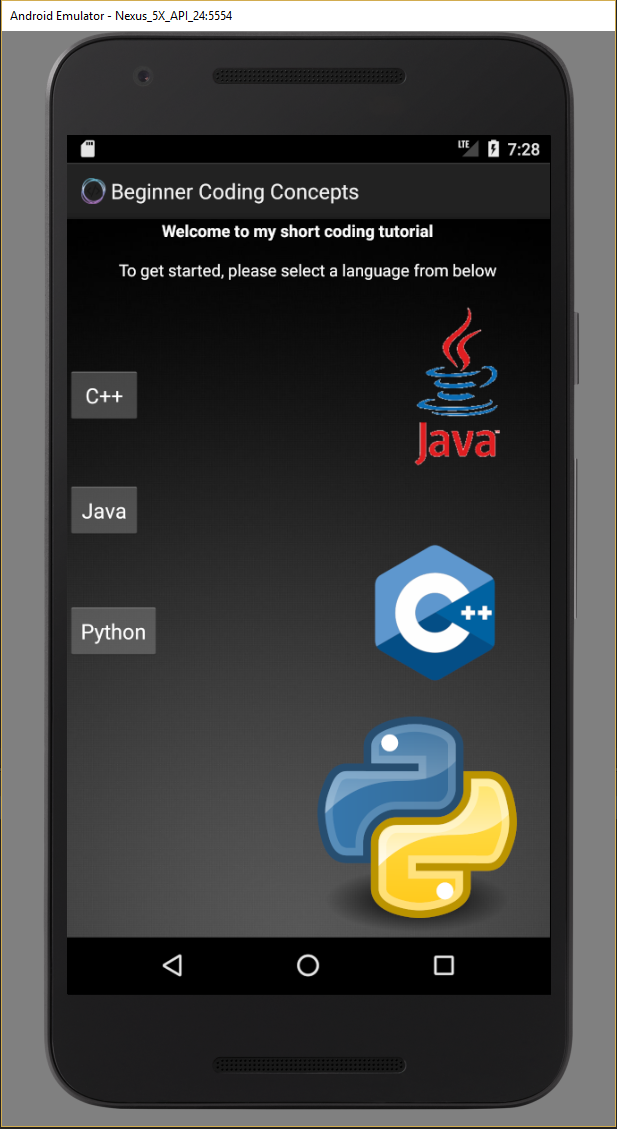 Android Emulator - Nexus_5X_API_24:5554
LTE 7:28
Beginner Coding Concepts
Welcome to my short coding tutorial
To get started, please select a language from below
Java™
C++
Java
C++
Python